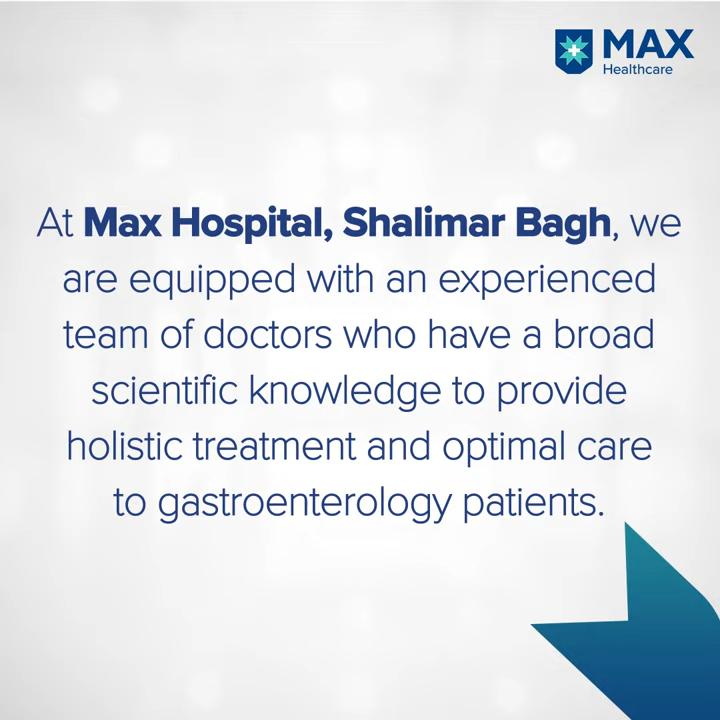 MAX
Healthcare
At Max Hospital, Shalimar Bagh, we
are equipped with an experienced
team of doctors who have a broad
scientific knowledge to provide
holistic treatment and optimal care
to gastroenterology patients.